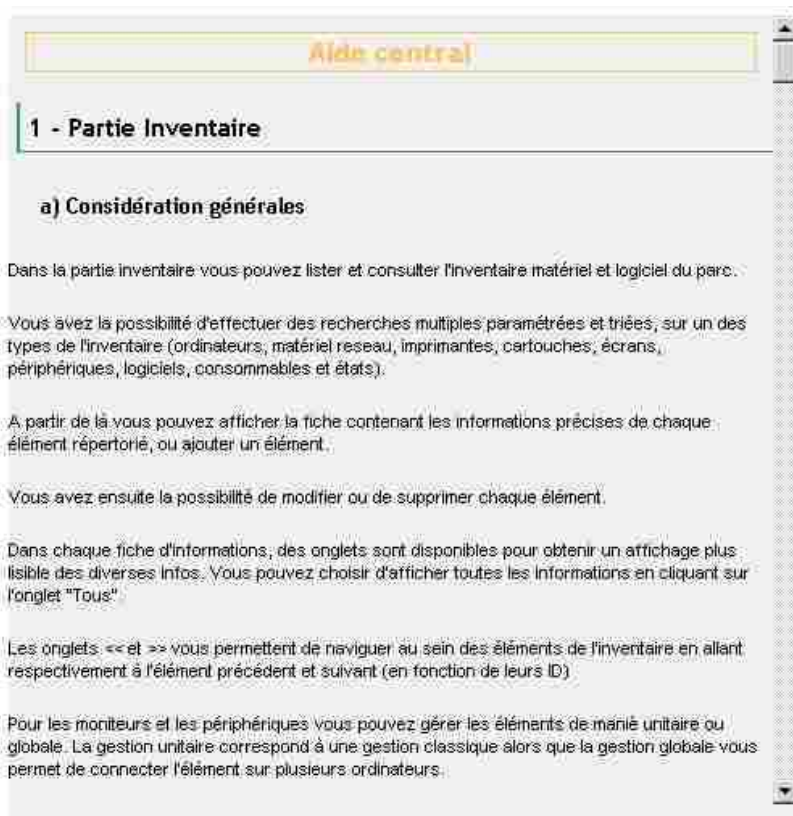 Aide central
1 - Partie Inventaire
a) Considération générales
Dans la partie inventaire vous pouvez lister et consulter l'inventaire matériel et logiciel du parc.
Vous avez la possibilité d'effectuer des recherches multiples paramétrées et triées, sur un des
types de l'inventaire (ordinateurs, matériel reseau, imprimantes, cartouches, écrans,
périphériques, logiciels, consommables et états).
A partir de là vous pouvez afficher la fiche contenant les informations précises de chaque
élément répertorié, ou ajouter un élément.
Vous avez ensuite la possibilité de modifier ou de supprimer chaque élément.
Dans chaque fiche d'informations, des onglets sont disponibles pour obtenir un affichage plus
lisible des diverses infos. Vous pouvez choisir d'afficher toutes les informations en cliquant sur
l'onglet "Tous".
Les onglets << et >> vous permettent de naviguer au sein des éléments de l'inventaire en allant
respectivement à l'élément précédent et suivant (en fonction de leurs ID)
Pour les moniteurs et les périphériques vous pouvez gérer les éléments de maniè unitaire ou
globale. La gestion unitaire correspond à une gestion classique alors que la gestion globale vous
permet de connecter l'élément sur plusieurs ordinateurs.